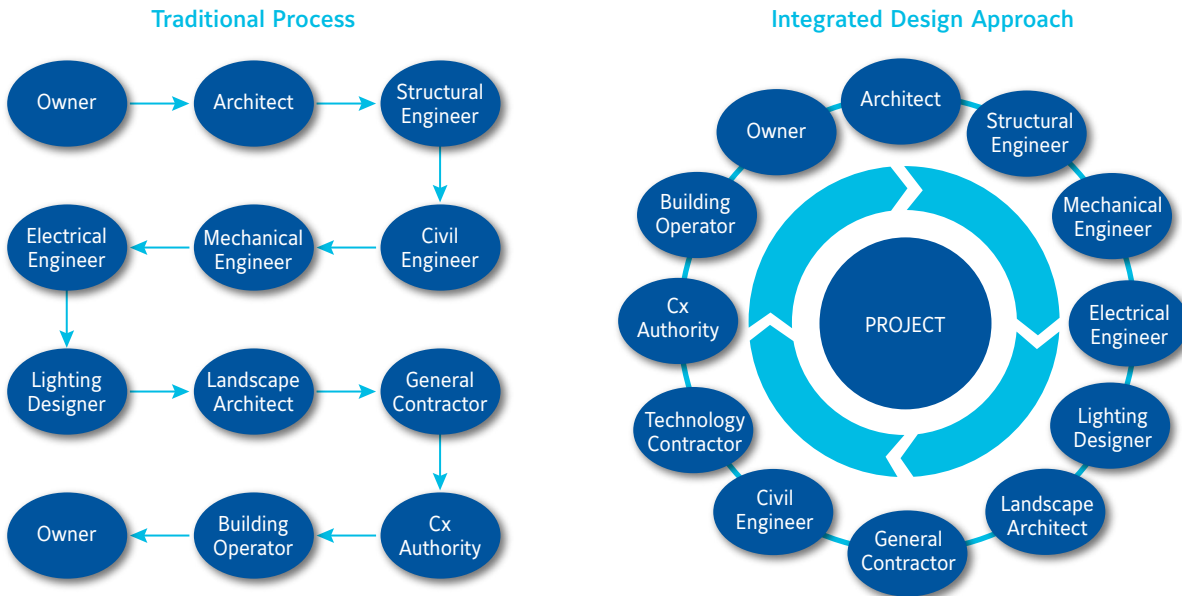 Traditional Process
Owner
Architect
Structural
Engineer
Civil
Engineer
Mechanical
Engineer
Electrical
Engineer
Lighting
Designer
Landscape
Architect
General
Contractor
Cx
Authority
Building
Operator
Owner
Integrated Design Approach
Architect
Structural
Engineer
Mechanical
Engineer
Electrical
Engineer
Lighting
Designer
Landscape
Architect
General
Contractor
Civil
Engineer
Technology
Contractor
Cx
Authority
Building
Operator
Owner
PROJECT